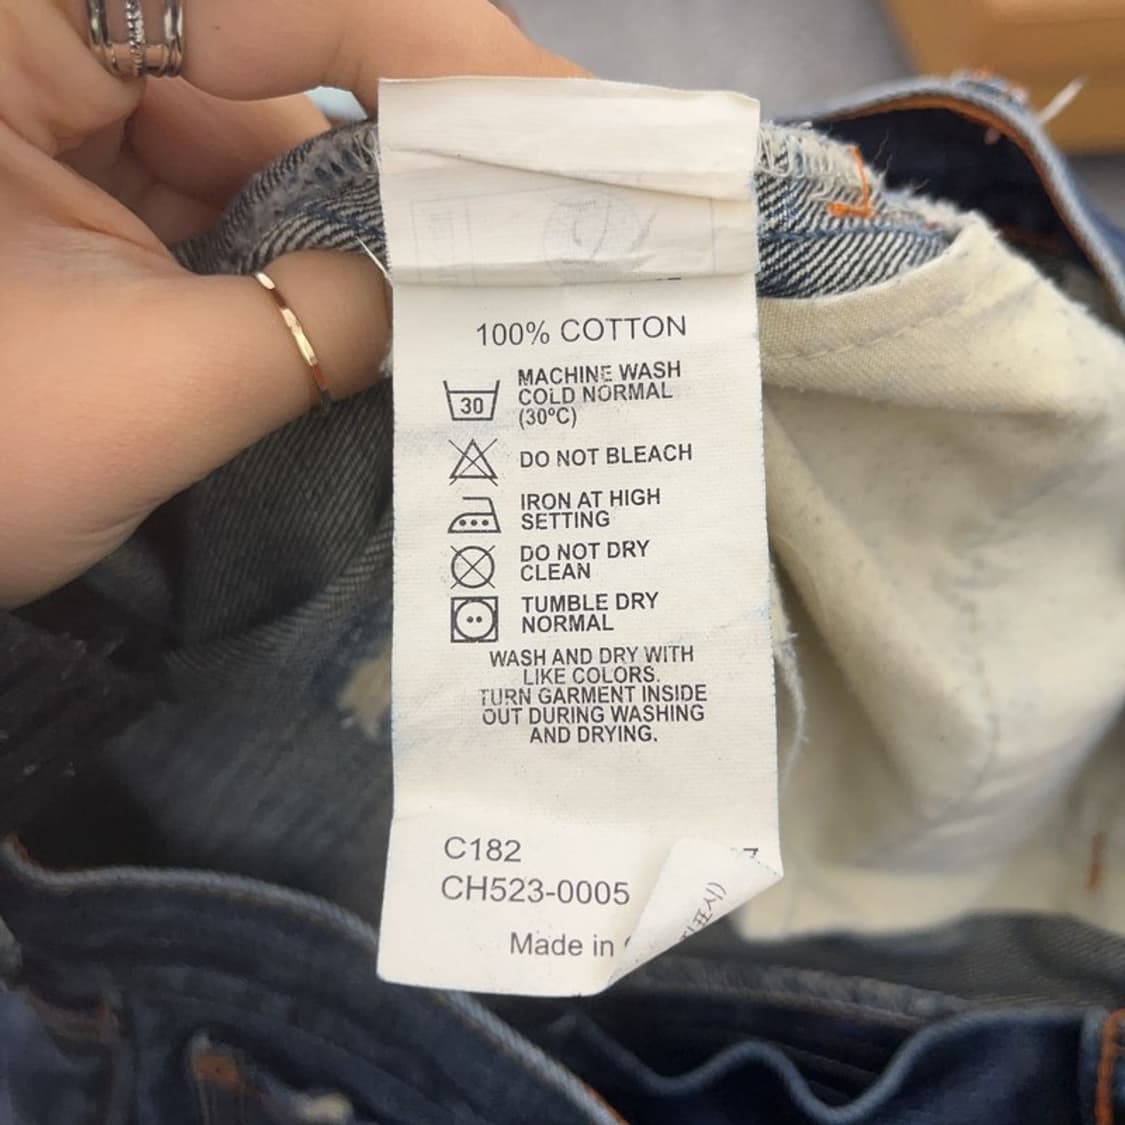 100% COTTON
30
MACHINE WASH
COLD NORMAL
(30ºC)
DO NOT BLEACH
IRON AT HIGH
SETTING
DO NOT DRY
CLEAN
TUMBLE DRY
NORMAL
WASH AND DRY WITH
LIKE COLORS.
TURN GARMENT INSIDE
OUT DURING WASHING
AND DRYING.
C182
CH523-0005
Made in